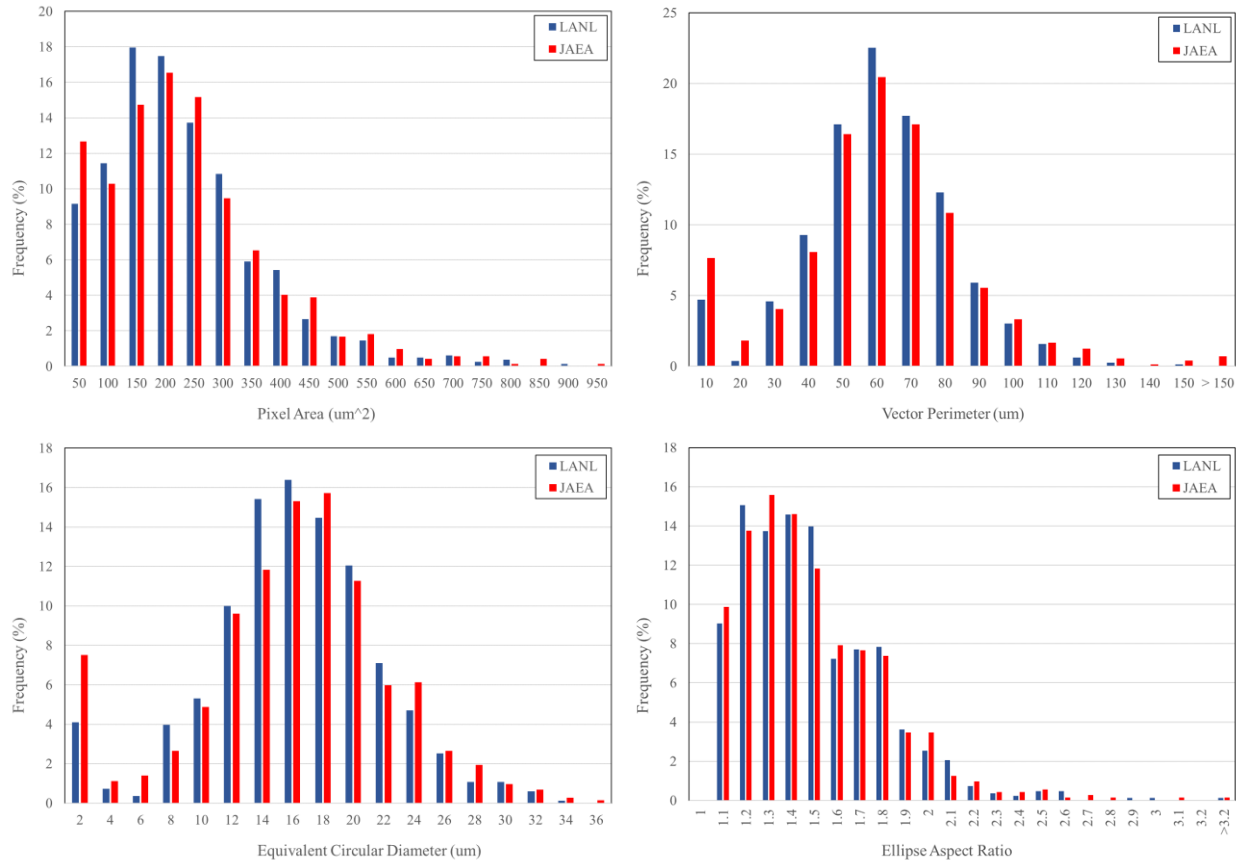 20
18
16
14
12
10
8
6
4
2
0
Frequency (%)
LANL
JAEA
50 100 150 200 250 300 350 400 450 500 550 600 650 700 750 800 850 900 950
Pixel Area (um^2)
25
20
15
10
5
0
Frequency (%)
LANL
JAEA
10 20 30 40 50 60 70 80 90 100 110 120 130 140 150 > 150
Vector Perimeter (um)
18
16
14
12
10
8
6
4
2
0
Frequency (%)
LANL
JAEA
2 4 6 8 10 12 14 16 18 20 22 24 26 28 30 32 34 36
Equivalent Circular Diameter (um)
18
16
14
12
10
8
6
4
2
0
Frequency (%)
LANL
JAEA
1 1.1 1.2 1.3 1.4 1.5 1.6 1.7 1.8 1.9 2 2.1 2.2 2.3 2.4 2.5 2.6 2.7 2.8 2.9 3 3.1 3.2 >3.2
Ellipse Aspect Ratio